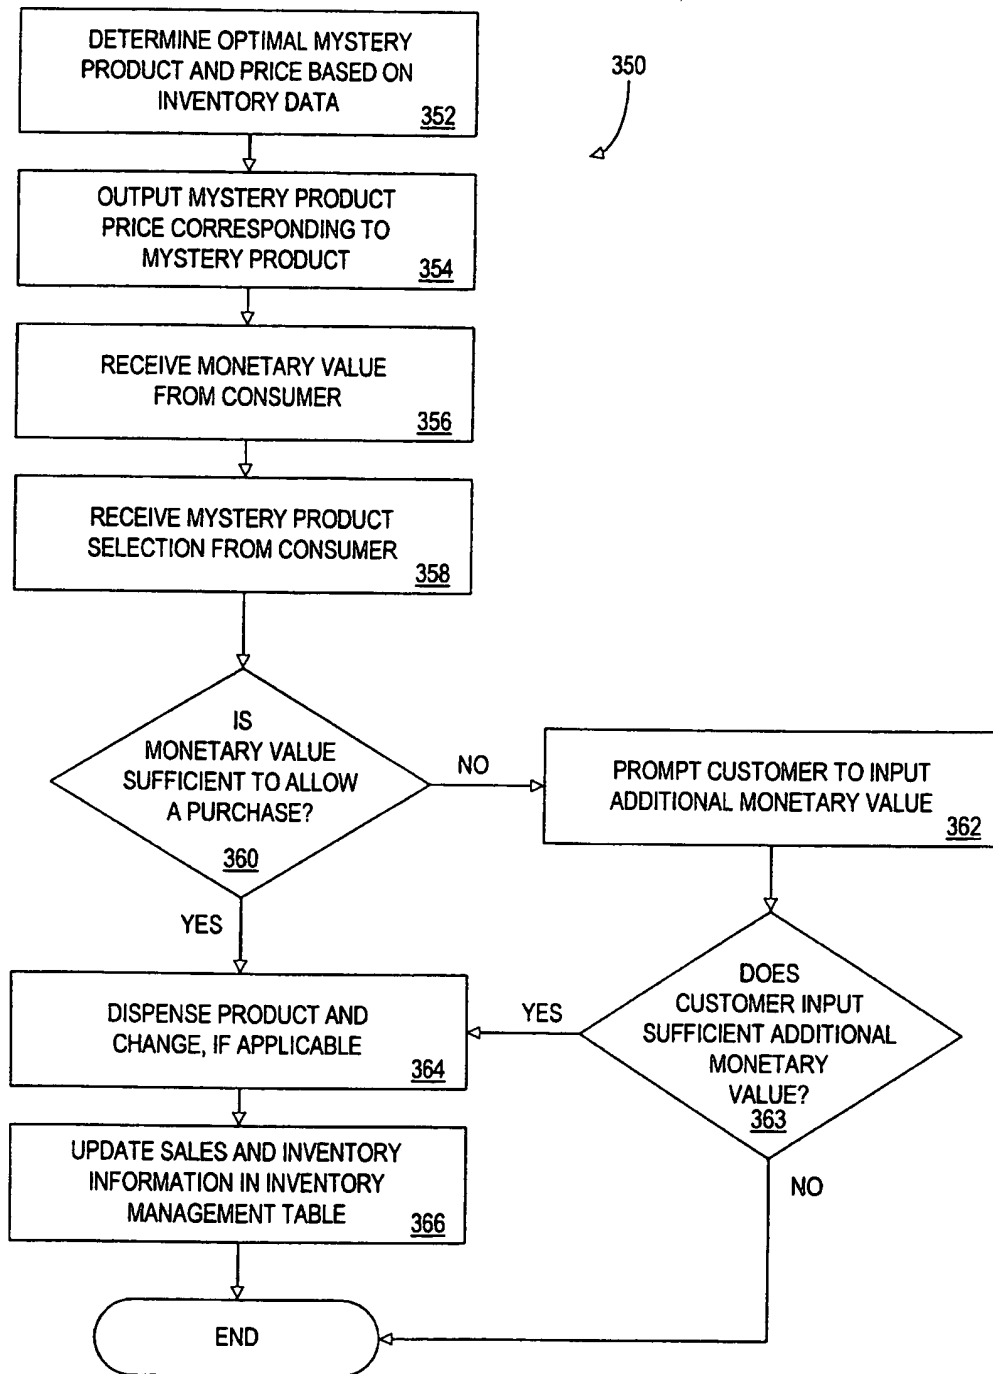 DETERMINE OPTIMAL MYSTERY
PRODUCT AND PRICE BASED ON
INVENTORY DATA
352
350
OUTPUT MYSTERY PRODUCT
PRICE CORRESPONDING TO
MYSTERY PRODUCT
354
RECEIVE MONETARY VALUE
FROM CONSUMER
356
RECEIVE MYSTERY PRODUCT
SELECTION FROM CONSUMER
358
IS
MONETARY VALUE
SUFFICIENT TO ALLOW
A PURCHASE?
360
NO
PROMPT CUSTOMER TO INPUT
ADDITIONAL MONETARY VALUE
362
YES
DOES
CUSTOMER INPUT
SUFFICIENT ADDITIONAL
MONETARY
VALUE?
363
YES
DISPENSE PRODUCT AND
CHANGE, IF APPLICABLE
364
NO
UPDATE SALES AND INVENTORY
INFORMATION IN INVENTORY
MANAGEMENT TABLE
366
END